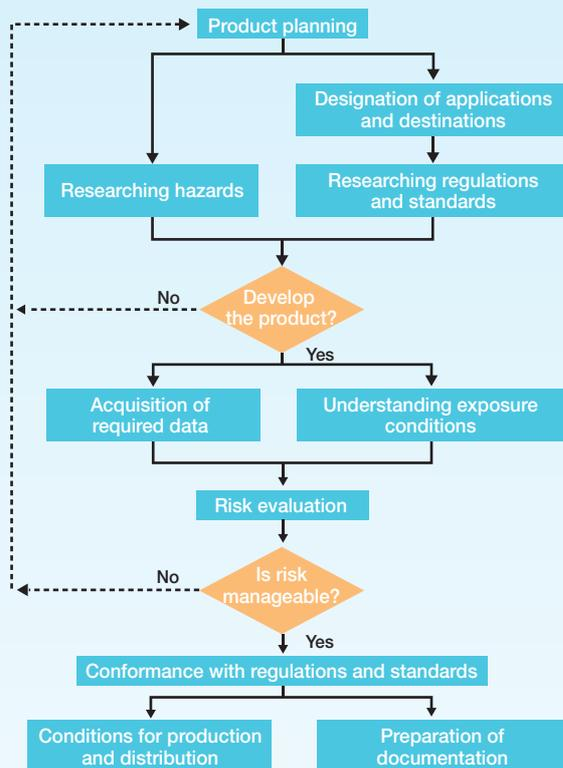 Product planning
Designation of applications
and destinations
Researching hazards
Researching regulations
and standards
Develop
the product?
No
Yes
Acquisition of
required data
Understanding exposure
conditions
Risk evaluation
Is risk
manageable?
No
Yes
Conformance with regulations and standards
Conditions for production
and distribution
Preparation of
documentation